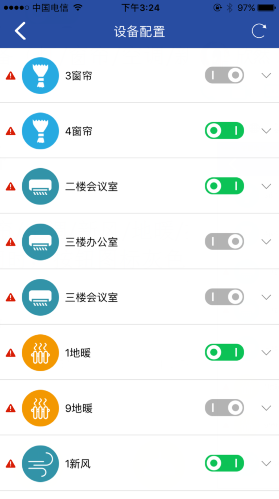 中国电信 下午3:24 97%
设备配置
3窗帘
4窗帘
二楼会议室
三楼办公室
三楼会议室
1地暖
9地暖
1新风